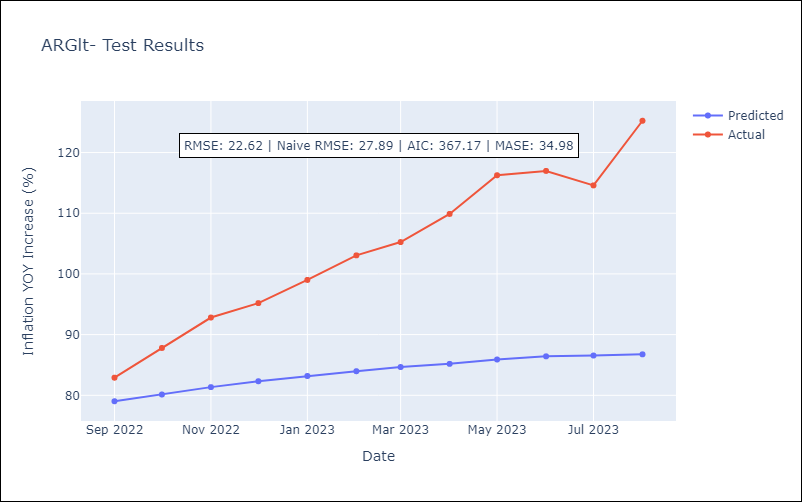 ARGlt- Test Results
Predicted
Actual
RMSE: 22.62 | Naive RMSE: 27.89 | AIC: 367.17 | MASE: 34.98
Inflation YOY Increase (%)
120
110
100
90
80
Sep 2022 Nov 2022 Jan 2023 Mar 2023 May 2023 Jul 2023
Date